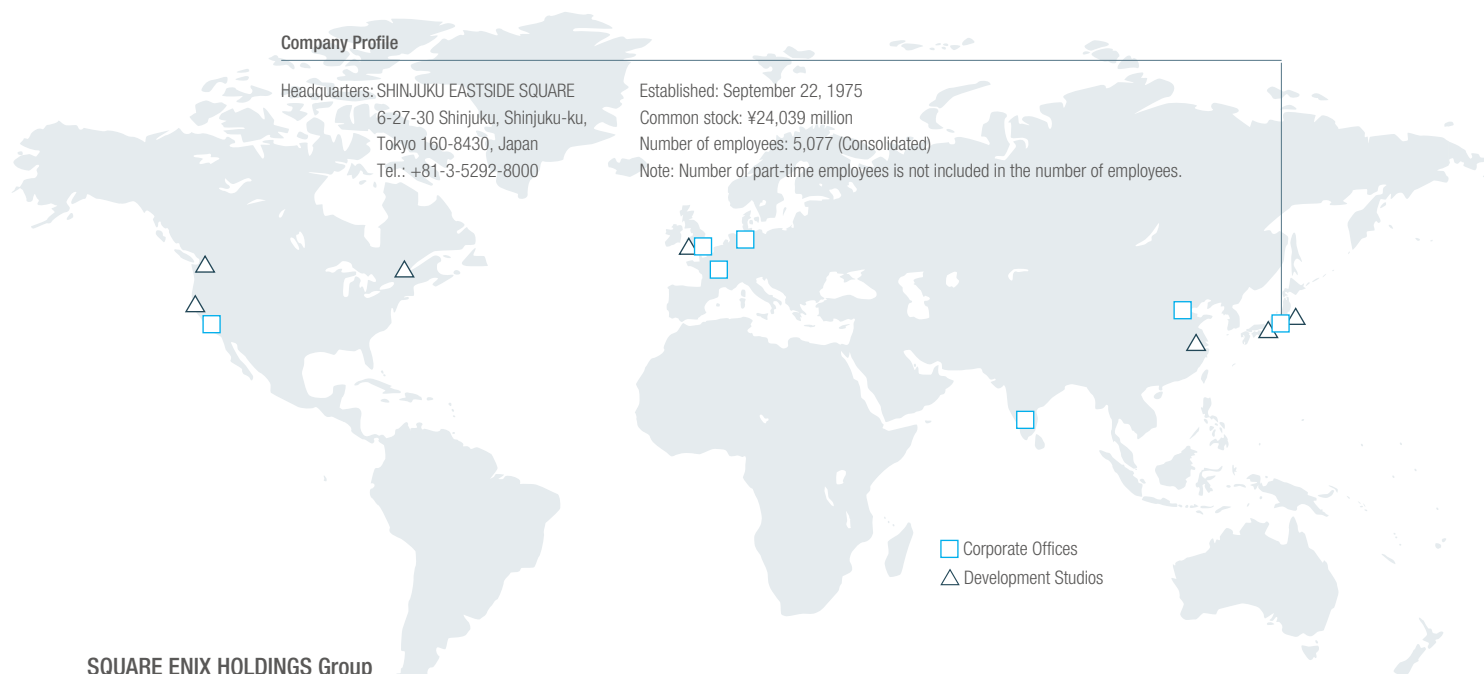 Company Profile
Headquarters: SHINJUKU EASTSIDE SQUARE
6-27-30 Shinjuku, Shinjuku-ku,
Tokyo 160-8430, Japan
Tel.: +81-3-5292-8000
Established: September 22, 1975
Common stock: ¥24,039 million
Number of employees: 5,077 (Consolidated)
Note: Number of part-time employees is not included in the number of employees.
Corporate Offices
Development Studios
SQUARE ENIX HOLDINGS Group